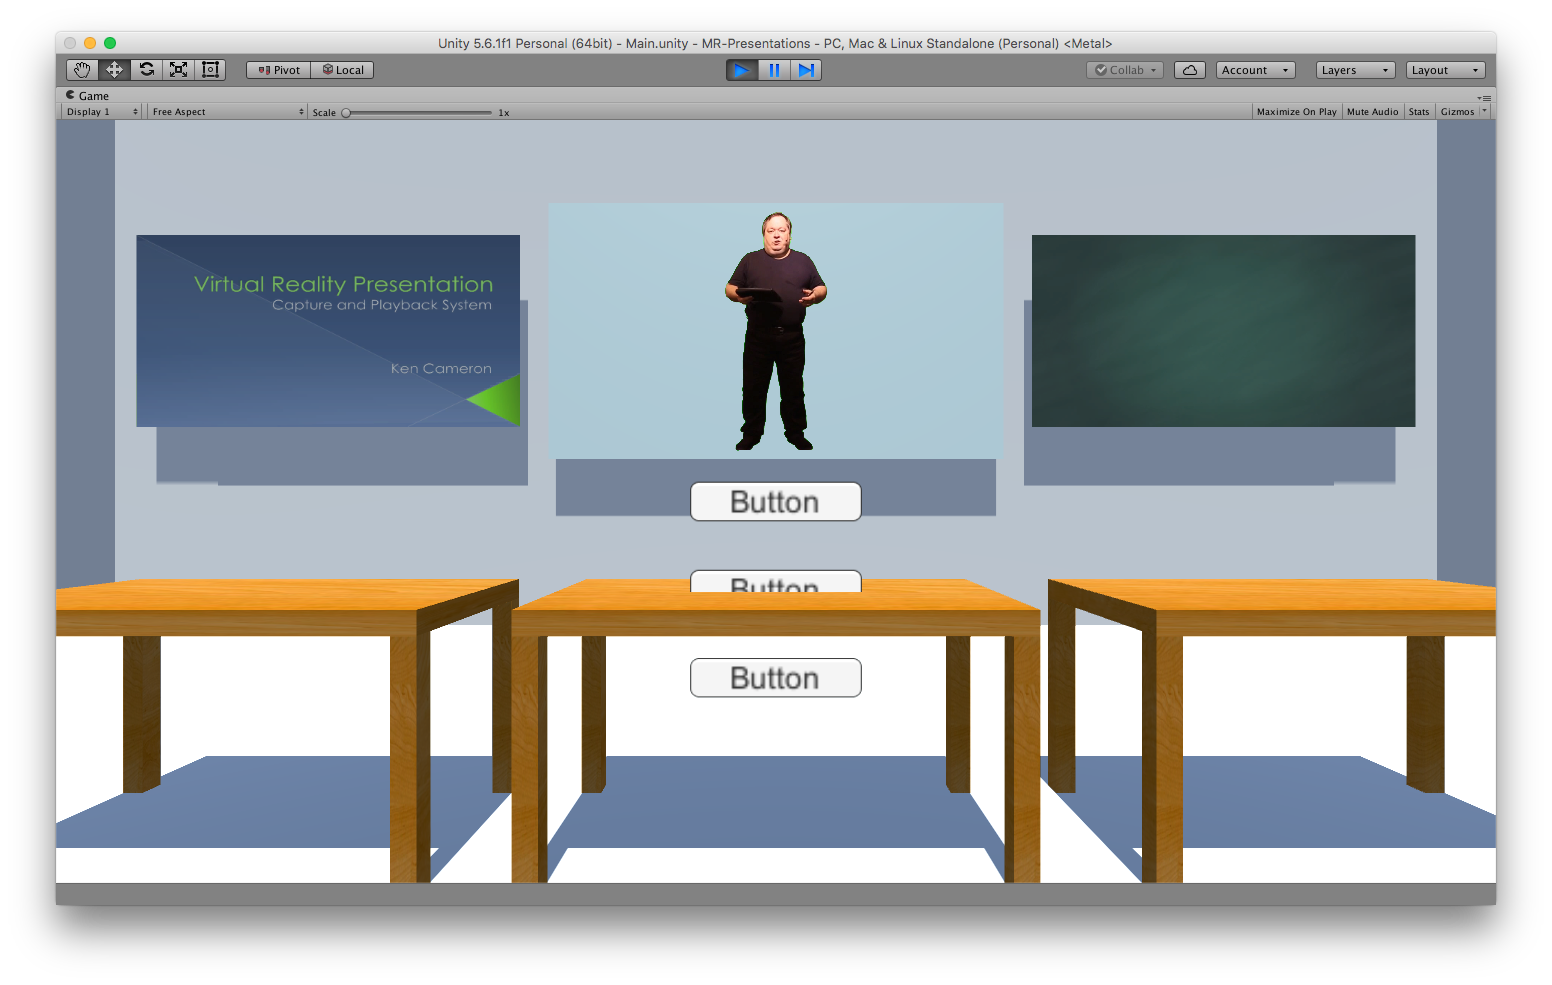 Unity 5.6.1f1 Personal (64bit) - Main.unity - MR-Presentations - PC, Mac & Linux Standalone (Personal) <Metal>
Pivot Local Collab Account Layers Layout
Game
Display 1 Free Aspect Scale 1x Maximize On Play Mute Audio Stats Gizmos
Virtual Reality Presentation
Capture and Playback System
Ken Cameron
Button
Button
Button